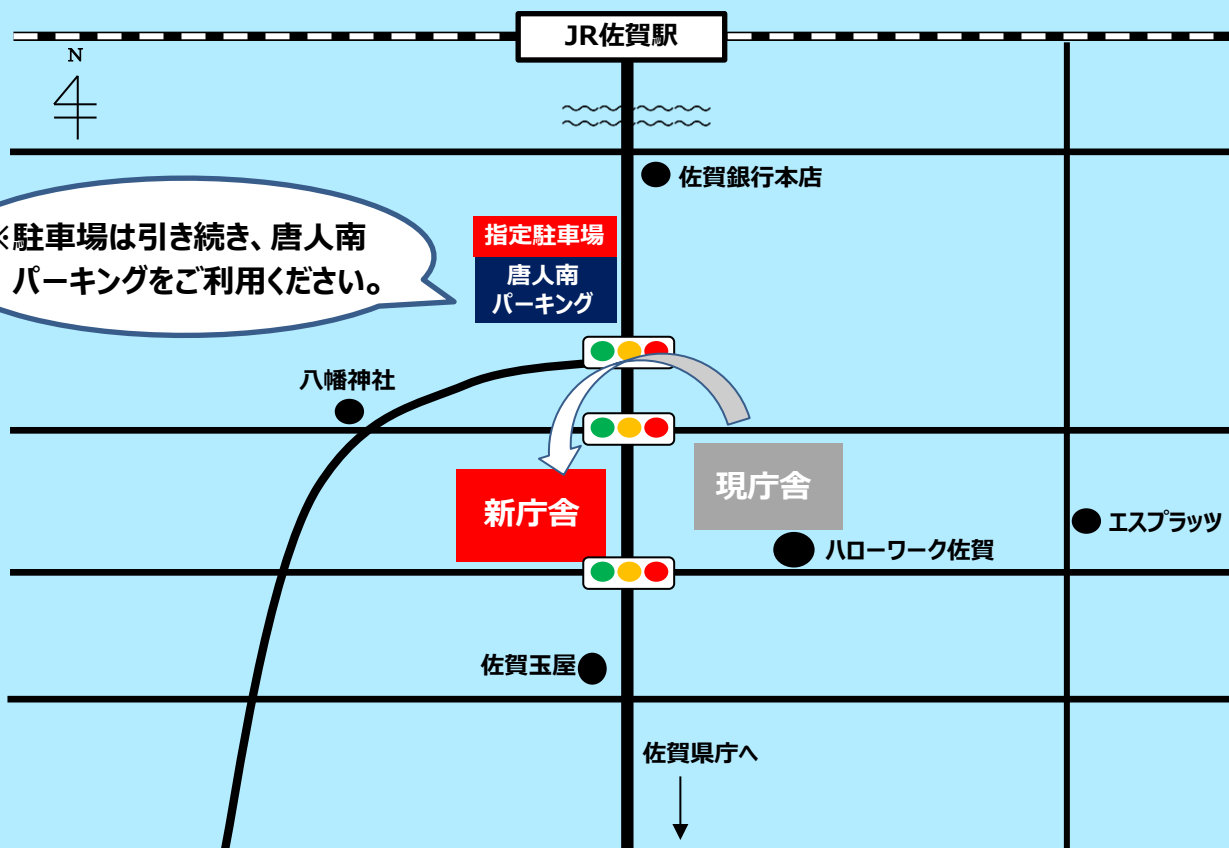 JR佐賀駅
N
佐賀銀行本店
※駐車場は引き続き、唐人南
パーキングをご利用ください。
指定駐車場
唐人南
パーキング
八幡神社
新庁舎
現庁舎
エスプラッツ
ハローワーク佐賀
佐賀玉屋
佐賀県庁へ